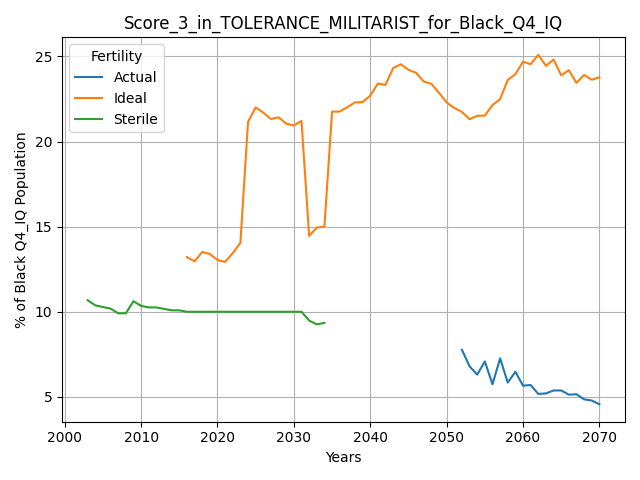 Score_3_in_TOLERANCE_MILITARIST_for_Black_Q4_IQ
Fertility
Actual
Ideal
Sterile
% of Black Q4_IQ Population
25
20
15
10
5
2000 2010 2020 2030 2040 2050 2060 2070
Years